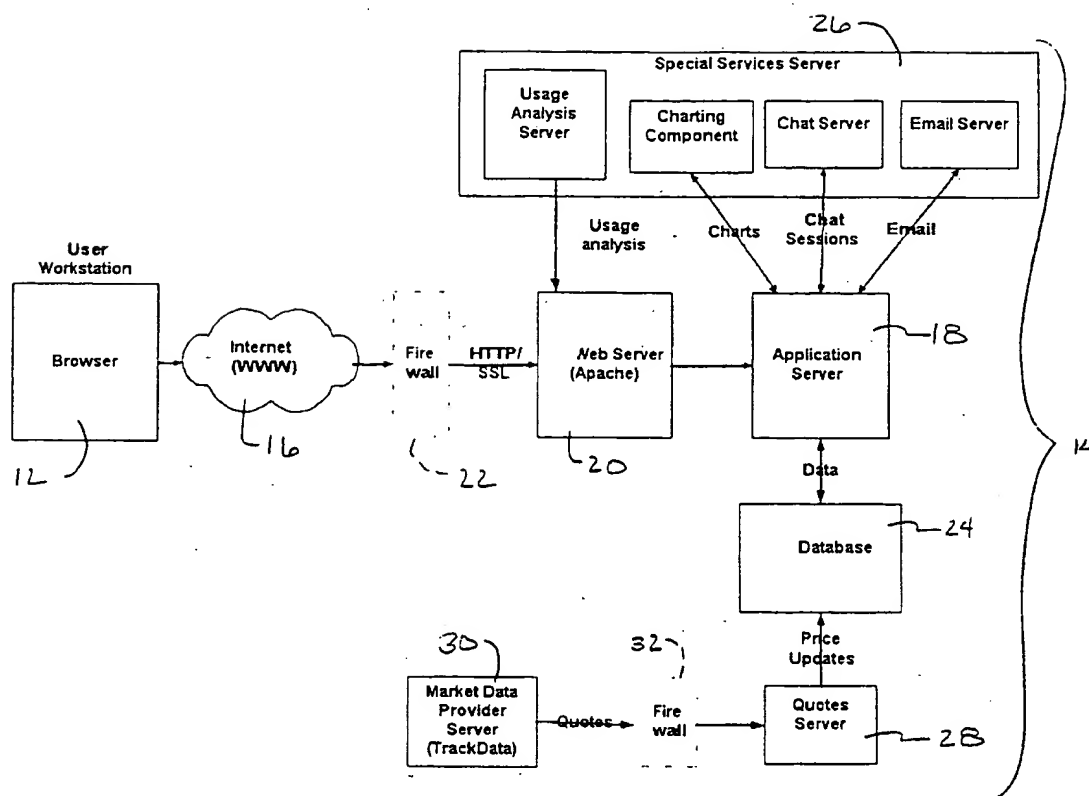 26
Special Services Server
Usage
Analysis
Server
Charting
Component
Chat Server
Email Server
Usage
analysis
Charts
Chat
Sessions
Email
User
Workstation
Browser
12
Internet
(WWW)
16
Fire
wall
22
HTTP/
SSL
Web Server
(Apache)
20
Application
Server
18
14
Data
Database
24
Price
Updates
30
Market Data
Provider
Server
(TrackData)
Quotes
32
Fire
wall
Quotes
Server
28